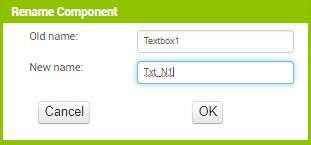 Rename Component
Old name:
Textbox1
New name:
Txt_N1
Cancel
OK